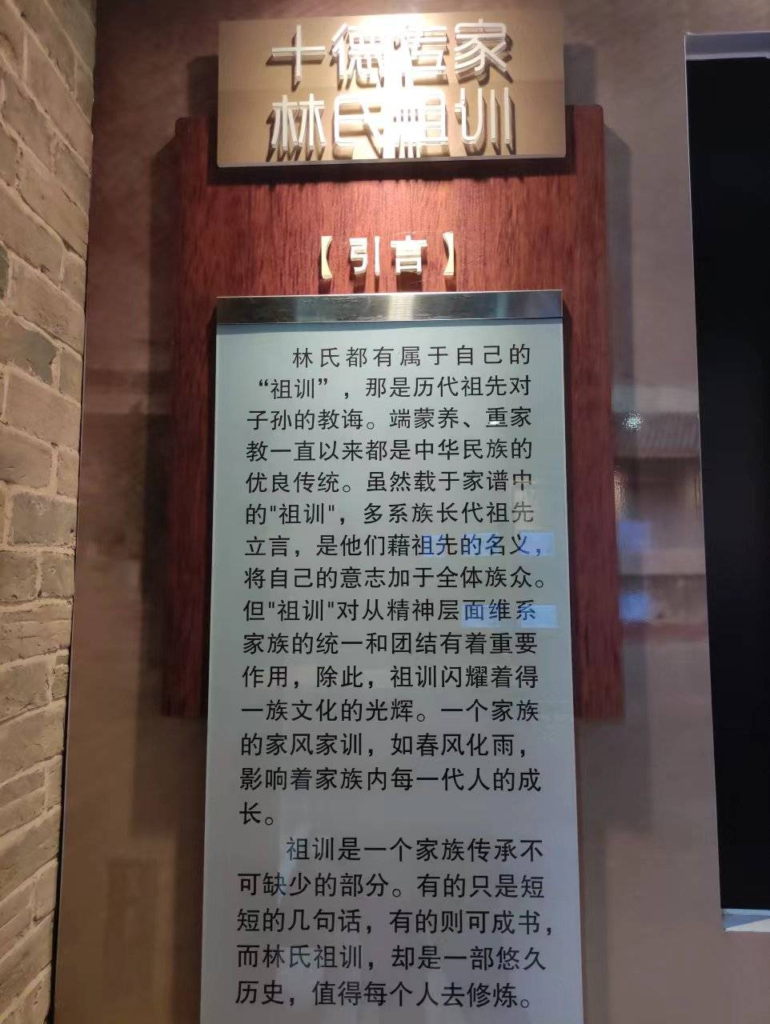 十德传家
林氏祖训
【引言】
林氏都有属于自己的
“祖训”，那是历代祖先对
子孙的教诲。端蒙养、重家
教一直以来都是中华民族的
优良传统。虽然载于家谱中
的"祖训"，多系族长代祖先
立言，是他们藉祖先的名义，
将自己的意志加于全体族众。
但"祖训"对从精神层面维系
家族的统一和团结有着重要
作用，除此，祖训闪耀着得
一族文化的光辉。一个家族
的家风家训，如春风化雨，
影响着家族内每一代人的成
长。
祖训是一个家族传承不
可缺少的部分。有的只是短
短的几句话，有的则可成书，
而林氏祖训，却是一部悠久
历史，值得每个人去修炼。